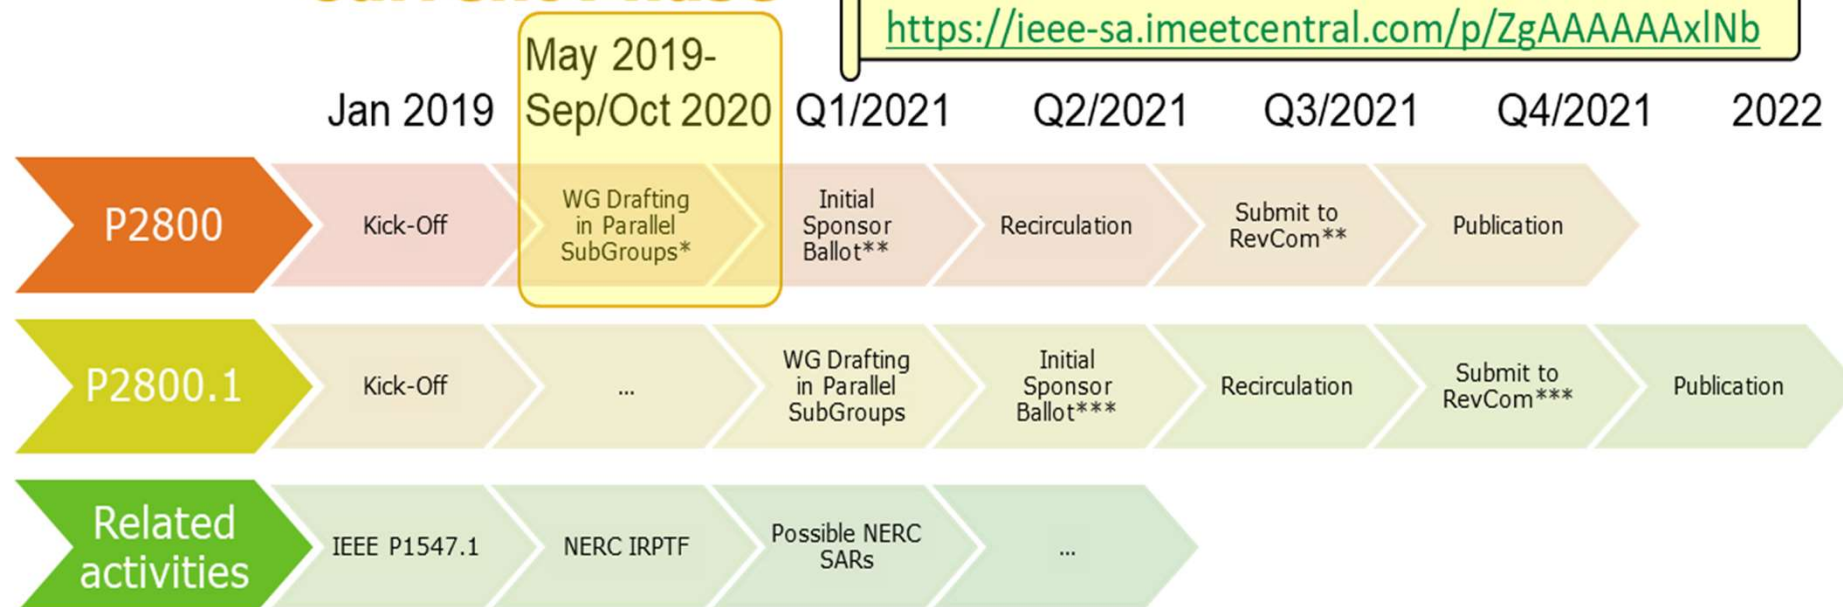 Current Phase
https://ieee-sa.imeetcentral.com/p/ZgAAAAAAxlNb
May 2019-
Jan 2019 Sep/Oct 2020 Q1/2021 Q2/2021 Q3/2021 Q4/2021 2022
P2800
Kick-Off
WG Drafting
in Parallel
SubGroups*
Initial
Sponsor
Ballot**
Recirculation
Submit to
RevCom**
Publication
P2800.1
Kick-Off
...
WG Drafting
in Parallel
SubGroups
Initial
Sponsor
Ballot***
Recirculation
Submit to
RevCom***
Publication
Related
activities
IEEE P1547.1
NERC IRPTF
Possible NERC
SARs
...